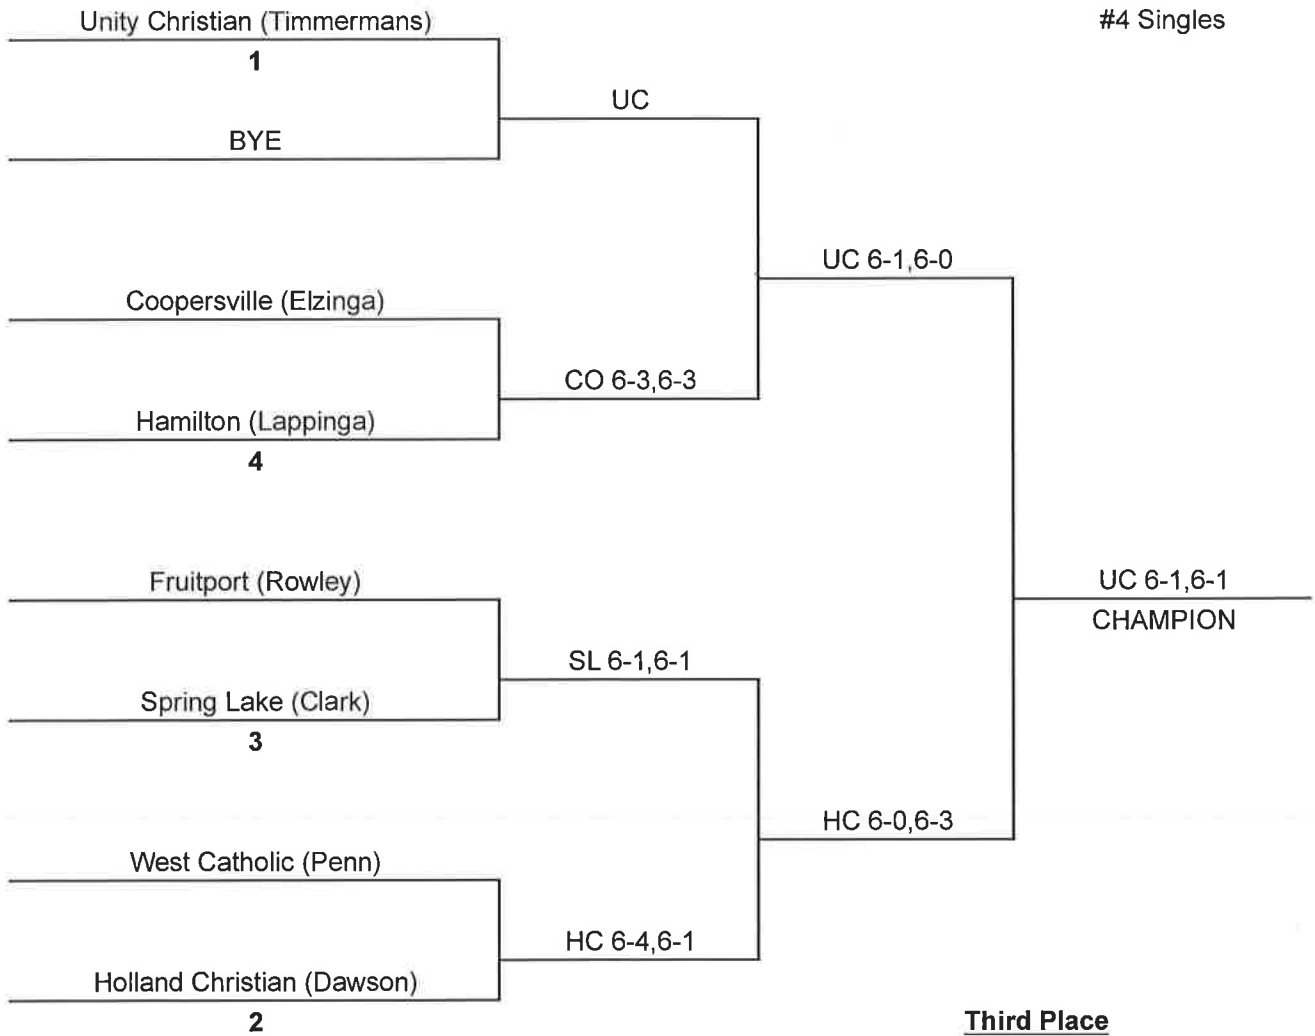 Unity Christian (Timmermans)
#4 Singles
1
UC
BYE
UC 6-1,6-0
Coopersville (Elzinga)
CO 6-3,6-3
Hamilton (Lappinga)
4
Fruitport (Rowley)
UC 6-1,6-1
CHAMPION
SL 6-1,6-1
Spring Lake (Clark)
3
HC 6-0,6-3
West Catholic (Penn)
HC 6-4,6-1
Holland Christian (Dawson)
2
Third Place